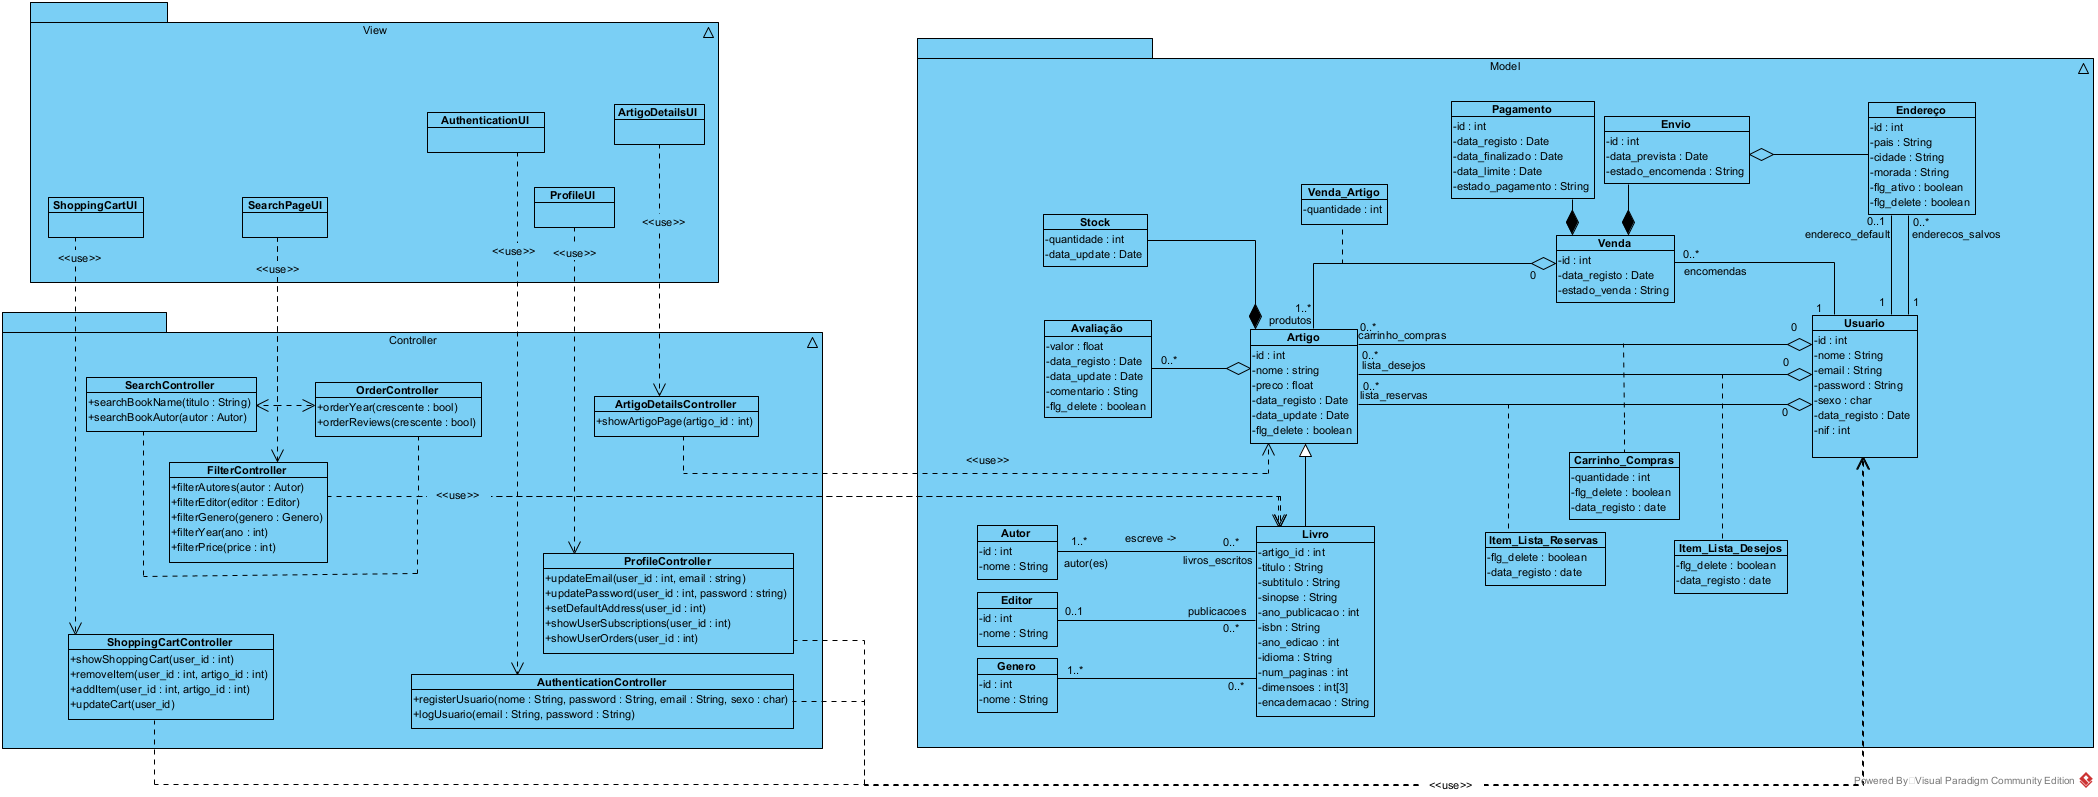 View
ArtigoDetailsUI
AuthenticationUI
ProfileUI
ShoppingCartUI
SearchPageUI
<<use>>
<<use>>
<<use>>
<<use>>
<<use>>
Controller
SearchController
+searchBookName(titulo : String)
+searchBookAutor(autor : Autor)
OrderController
+orderYear(crescente : bool)
+orderReviews(crescente : bool)
ArtigoDetailsController
+showArtigoPage(artigo_id : int)
FilterController
+filterAutores(autor : Autor)
+filterEditor(editor : Editor)
+filterGenero(genero : Genero)
+filterYear(ano : int)
+filterPrice(price : int)
<<use>>
<<use>>
ProfileController
+updateEmail(user_id : int, email : string)
+updatePassword(user_id : int, password : string)
+setDefaultAddress(user_id : int)
+showUserSubscriptions(user_id : int)
+showUserOrders(user_id : int)
ShoppingCartController
+showShoppingCart(user_id : int)
+removeItem(user_id : int, artigo_id : int)
+addItem(user_id : int, artigo_id : int)
+updateCart(user_id)
AuthenticationController
+registerUsuario(nome : String, password : String, email : String, sexo : char)
+logUsuario(email : String, password : String)
<<use>>
Model
Pagamento
-id : int
-data_registo : Date
-data_finalizado : Date
-data_limite : Date
-estado_pagamento : String
Envio
-id : int
-data_prevista : Date
-estado_encomenda : String
Endereço
-id : int
-pais : String
-cidade : String
-morada : String
-flg_ativo : boolean
-flg_delete : boolean
0..1
endereco_default
0..*
enderecos_salvos
1
1
Venda_Artigo
-quantidade : int
Stock
-quantidade : int
-data_update : Date
Venda
-id : int
-data_registo : Date
-estado_venda : String
0
0..*
encomendas
1
1..*
produtos
Avaliação
-valor : float
-data_registo : Date
-data_update : Date
-comentario : Sting
-flg_delete : boolean
0..*
Artigo
-id : int
-nome : string
-preco : float
-data_registo : Date
-data_update : Date
-flg_delete : boolean
0..*
carrinho_compras
0
0..*
lista_desejos
0
0..*
lista_reservas
0
Usuario
-id : int
-nome : String
-email : String
-password : String
-sexo : char
-data_registo : Date
-nif : int
Carrinho_Compras
-quantidade : int
-flg_delete : boolean
-data_registo : date
Item_Lista_Reservas
-flg_delete : boolean
-data_registo : date
Item_Lista_Desejos
-flg_delete : boolean
-data_registo : date
Autor
-id : int
-nome : String
1..*
autor(es)
escreve ->
0..*
livros_escritos
Editor
-id : int
-nome : String
0..1
publicacoes
0..*
Genero
-id : int
-nome : String
1..*
0..*
Livro
-artigo_id : int
-titulo : String
-subtitulo : String
-sinopse : String
-ano_publicacao : int
-isbn : String
-ano_edicao : int
-idioma : String
-num_paginas : int
-dimensoes : int[3]
-encademacao : String
Powered By Visual Paradigm Community Edition